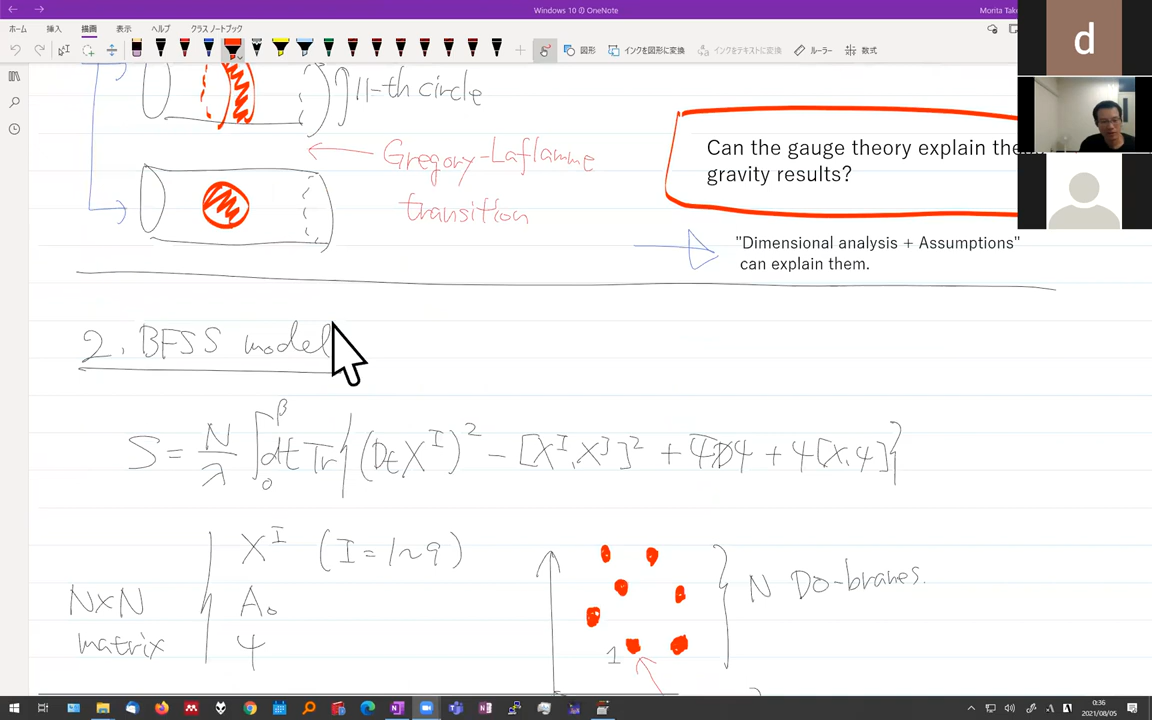 Windows 10 の OneNote
Morita Take
ホーム 挿入 描画 表示 ヘルプ クラス ノートブック
図形 インクを図形に変換 インクをテキストに変換 ルーラー 数式
d
11-th circle
Gregory-Laflamme
transition
Can the gauge theory explain the
gravity results?
"Dimensional analysis + Assumptions"
can explain them.
2. BFSS model
S = N/λ ∫₀^β dt Tr { (DtX^I)^2 - [X^I, X^J]^2 + ΨD̸Ψ + Ψ[X,Ψ] }
X^I (I=1~9)
N×N A₀
matrix Ψ
N D0-branes.
1
0:36
2021/08/05